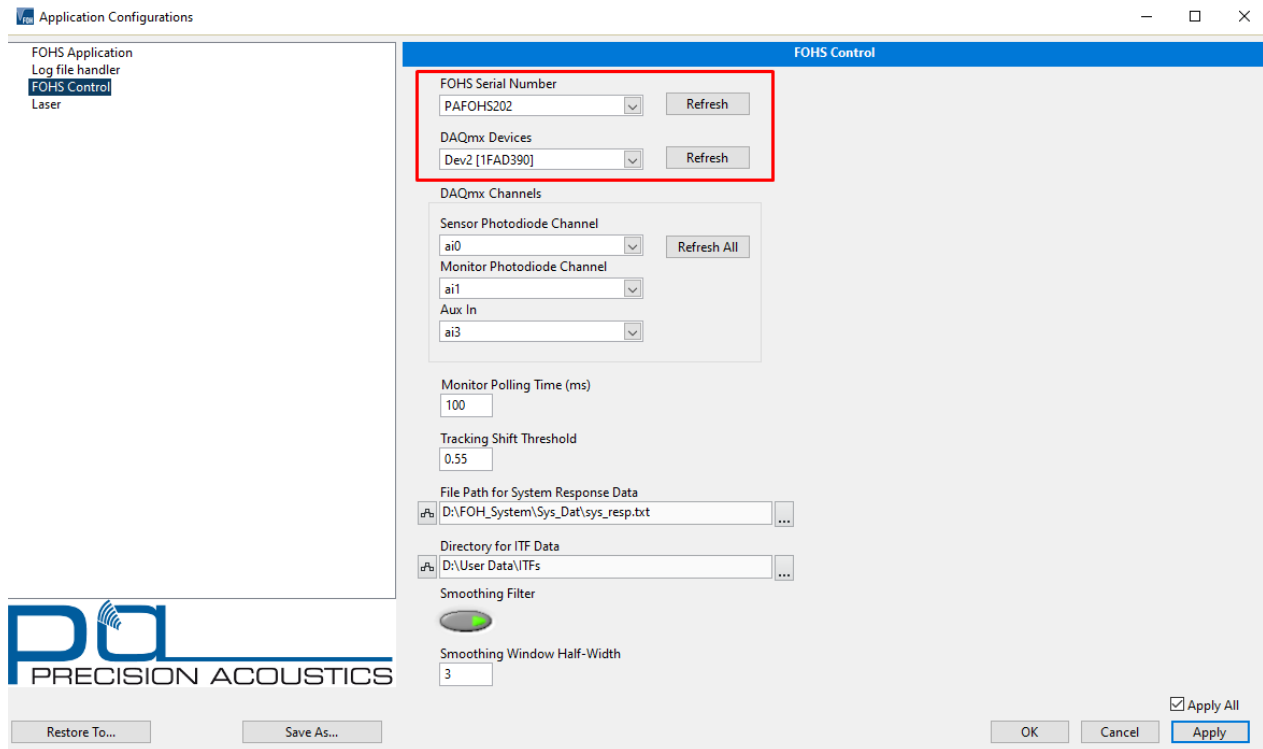 Application Configurations
FOHS Application
Log file handler
FOHS Control
Laser
FOHS Control
FOHS Serial Number
PAFOHS202
Refresh
DAQmx Devices
Dev2 [1FAD390]
Refresh
DAQmx Channels
Sensor Photodiode Channel
ai0
Refresh All
Monitor Photodiode Channel
ai1
Aux In
ai3
Monitor Polling Time (ms)
100
Tracking Shift Threshold
0.55
File Path for System Response Data
D:\FOH_System\Sys_Dat\sys_resp.txt
...
Directory for ITF Data
D:\User Data\ITFs
...
Smoothing Filter
Smoothing Window Half-Width
3
pa
PRECISION ACOUSTICS
Apply All
Restore To...
Save As...
OK
Cancel
Apply